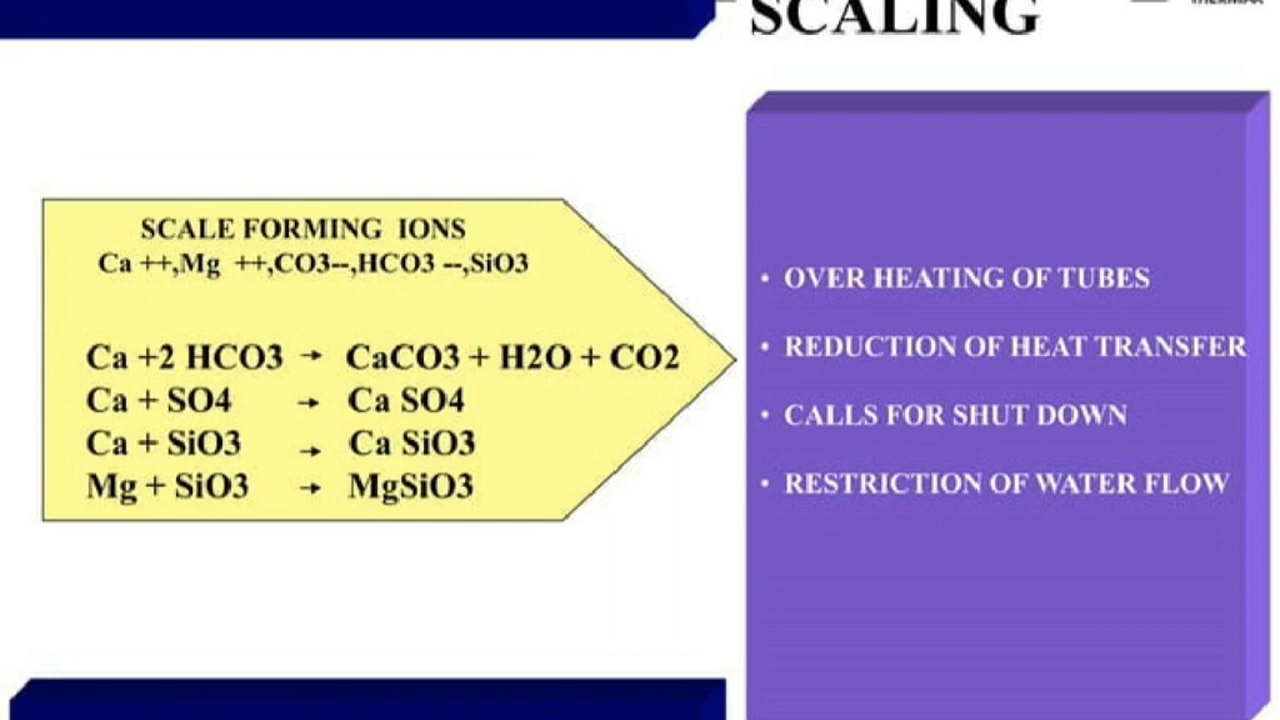 SCALING
SCALE FORMING IONS
Ca ++,Mg ++,CO3--,HCO3 --,SiO3
Ca +2 HCO3 → CaCO3 + H2O + CO2
Ca + SO4 → Ca SO4
Ca + SiO3 → Ca SiO3
Mg + SiO3 → MgSiO3
• OVER HEATING OF TUBES
• REDUCTION OF HEAT TRANSFER
• CALLS FOR SHUT DOWN
• RESTRICTION OF WATER FLOW